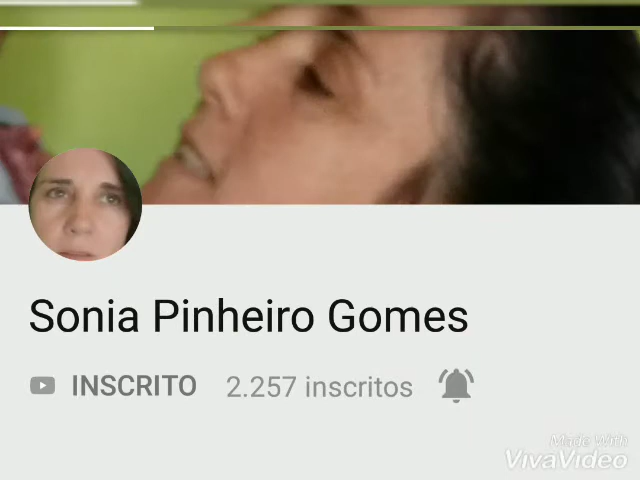 Sonia Pinheiro Gomes
INSCRITO 2.257 inscritos
Made With
VivaVideo